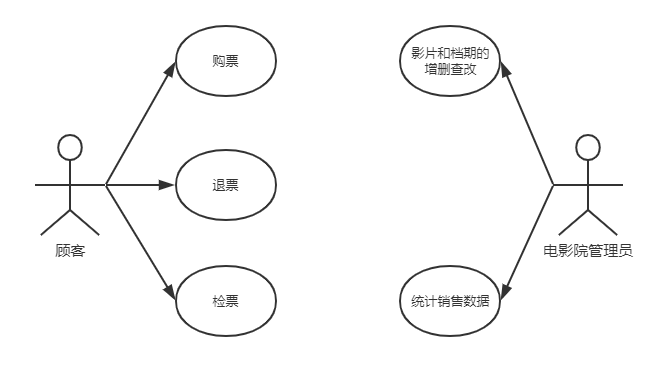 购票
影片和档期的
增删查改
退票
顾客
电影院管理员
检票
统计销售数据